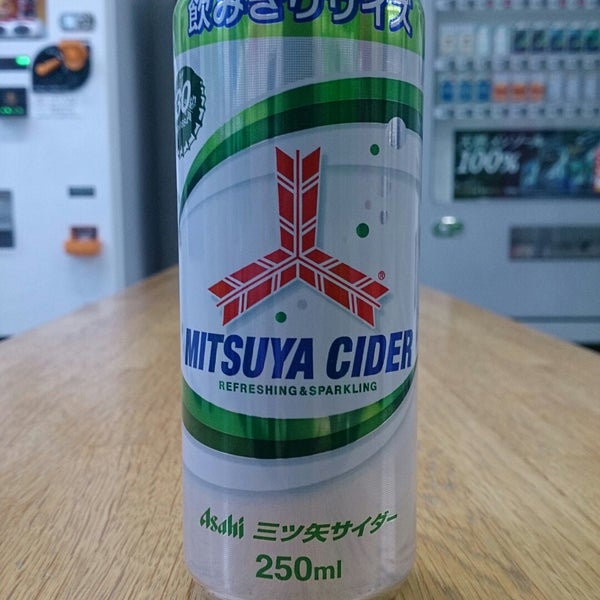 飲みきりサイズ
MITSUYA CIDER
®
REFRESHING&SPARKLING
Asahi 三ツ矢サイダー
250ml
100%